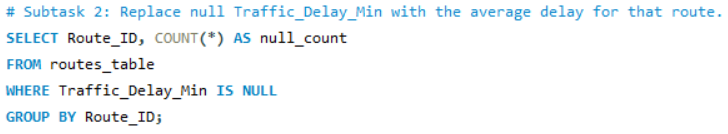 # Subtask 2: Replace null Traffic_Delay_Min with the average delay for that route.
SELECT Route_ID, COUNT(*) AS null_count
FROM routes_table
WHERE Traffic_Delay_Min IS NULL
GROUP BY Route_ID;